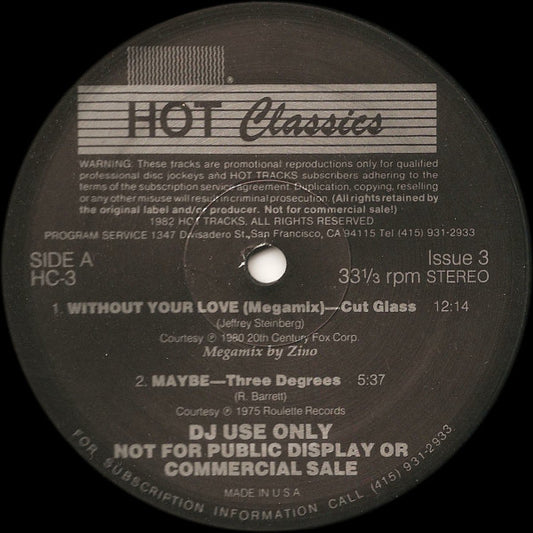 HOT Classics
WARNING: These tracks are promotional reproductions only for qualified
professional disc jockeys and HOT TRACKS subscribers adhering to the
terms of the subscription service agreement. Duplication, copying, reselling
or any other misuse will result in criminal prosecution. (All rights retained by
the original label and/or producer. Not for commercial sale!)
1982 HOT TRACKS, ALL RIGHTS RESERVED
PROGRAM SERVICE 1347 Divisadero St., San Francisco, CA 94115 Tel (415) 931-2933
SIDE A
HC-3
Issue 3
33⅓ rpm STEREO
1. WITHOUT YOUR LOVE (Megamix)—Cut Glass 12:14
(Jeffrey Steinberg)
Courtesy ℗ 1980 20th Century Fox Corp.
Megamix by Zino
2. MAYBE—Three Degrees 5:37
(R. Barrett)
Courtesy ℗ 1975 Roulette Records
DJ USE ONLY
NOT FOR PUBLIC DISPLAY OR
COMMERCIAL SALE
MADE IN U S A
FOR SUBSCRIPTION INFORMATION CALL (415) 931-2933